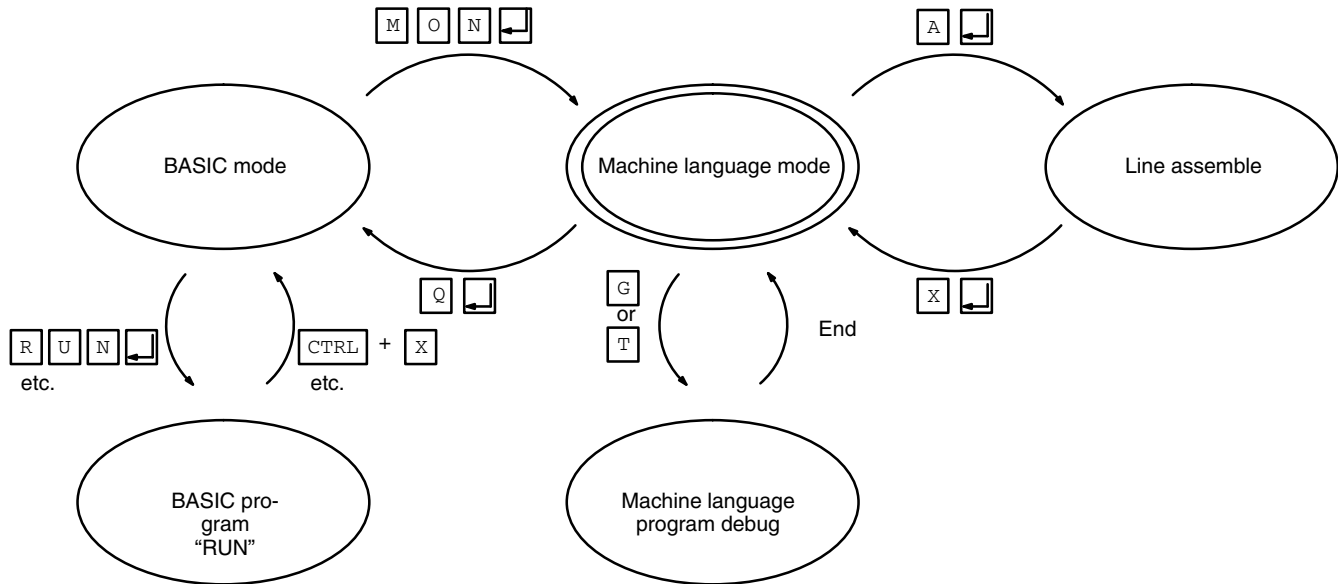 M O N
A
BASIC mode
Machine language mode
Line assemble
Q
G
or
T
X
End
R U N
etc.
CTRL + X
etc.
BASIC pro-
gram
“RUN”
Machine language
program debug